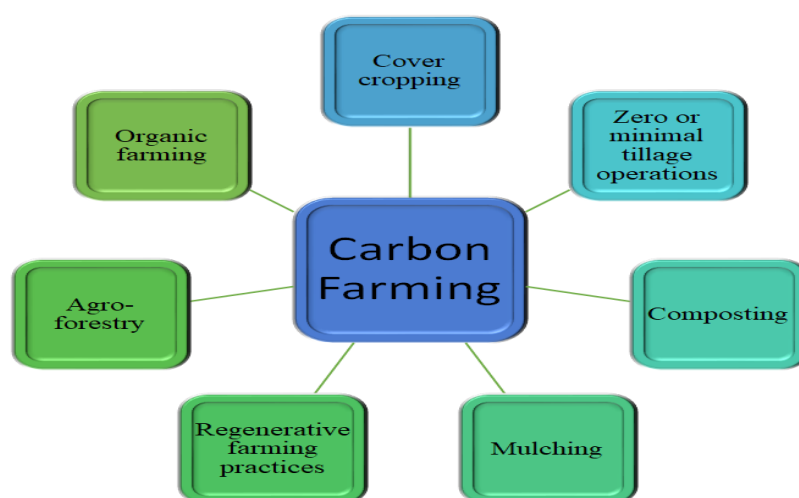 Cover
cropping
Zero or
minimal
tillage
operations
Organic
farming
Carbon
Farming
Agro-
forestry
Composting
Regenerative
farming
practices
Mulching